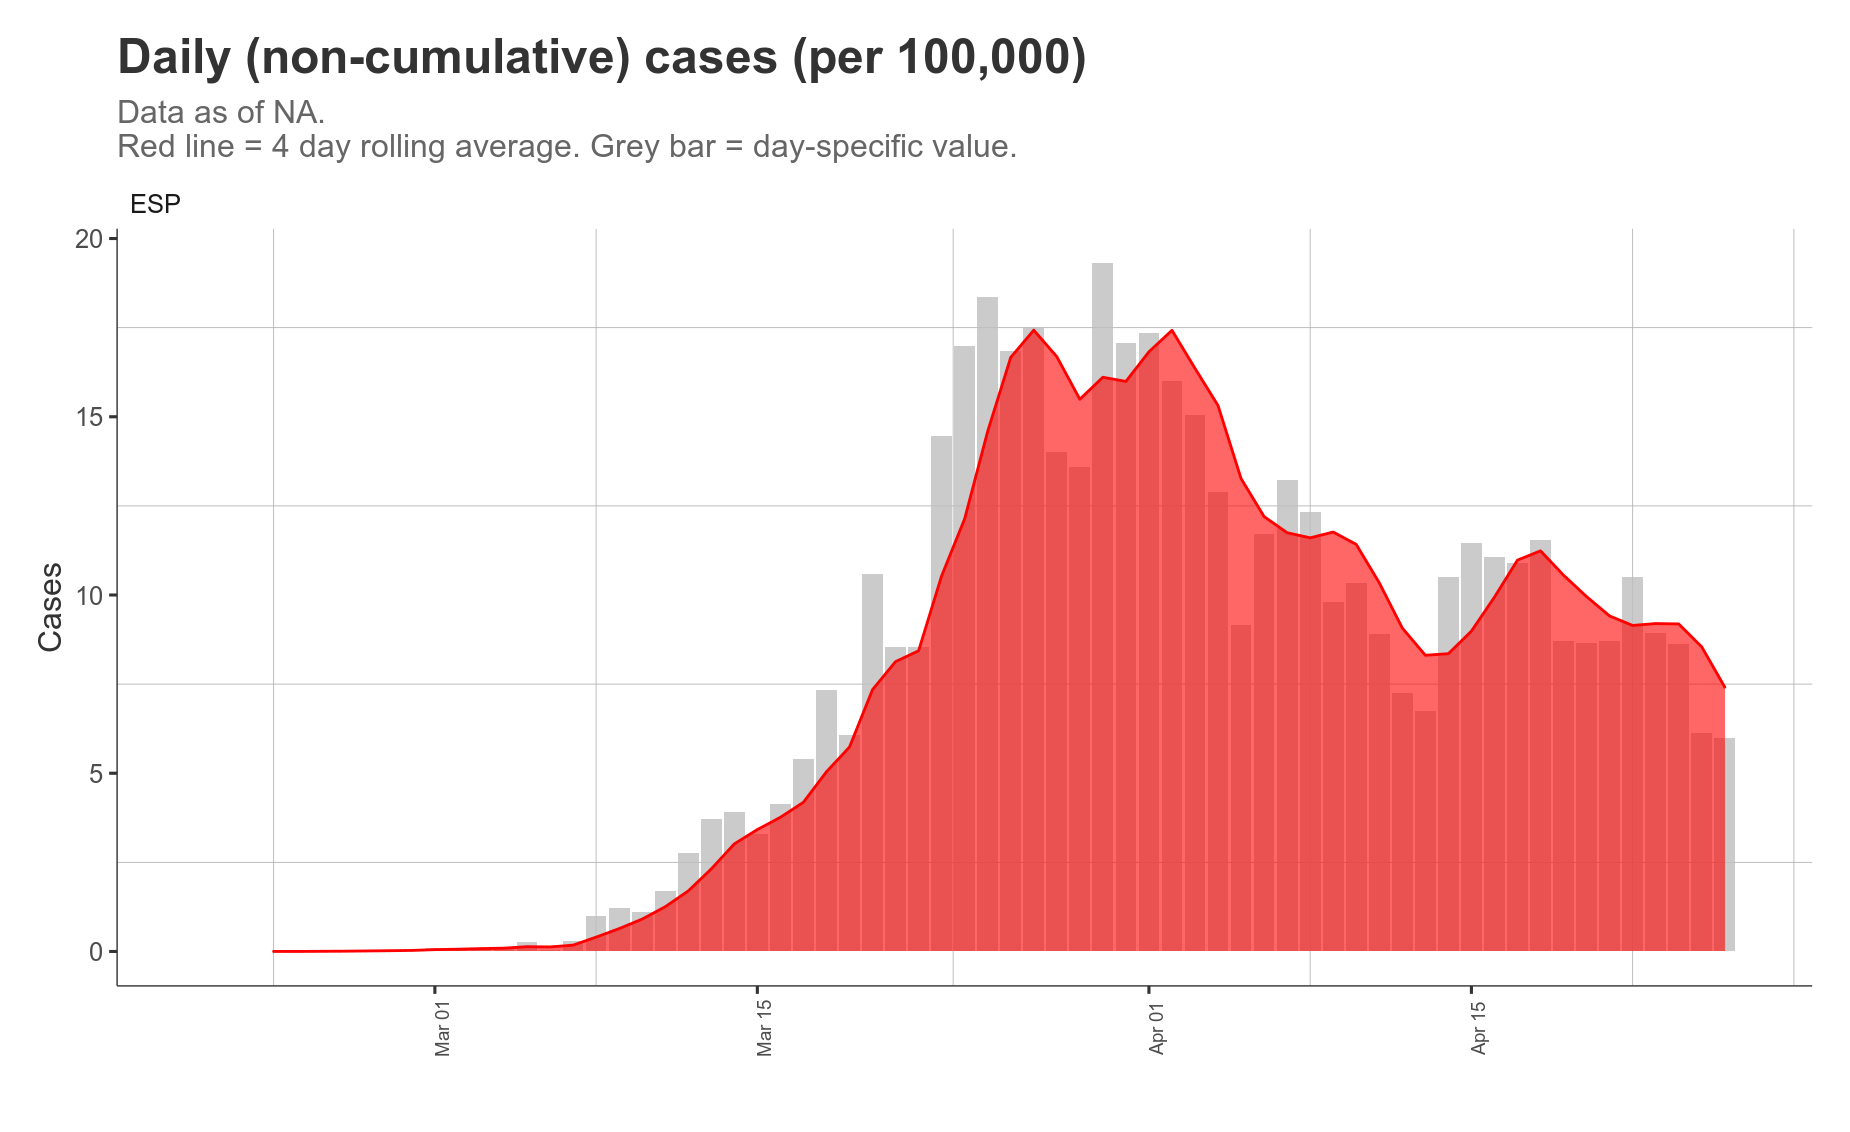 Daily (non-cumulative) cases (per 100,000)
Data as of NA.
Red line = 4 day rolling average. Grey bar = day-specific value.
ESP
20
15
10
5
0
Cases
Mar 01
Mar 15
Apr 01
Apr 15